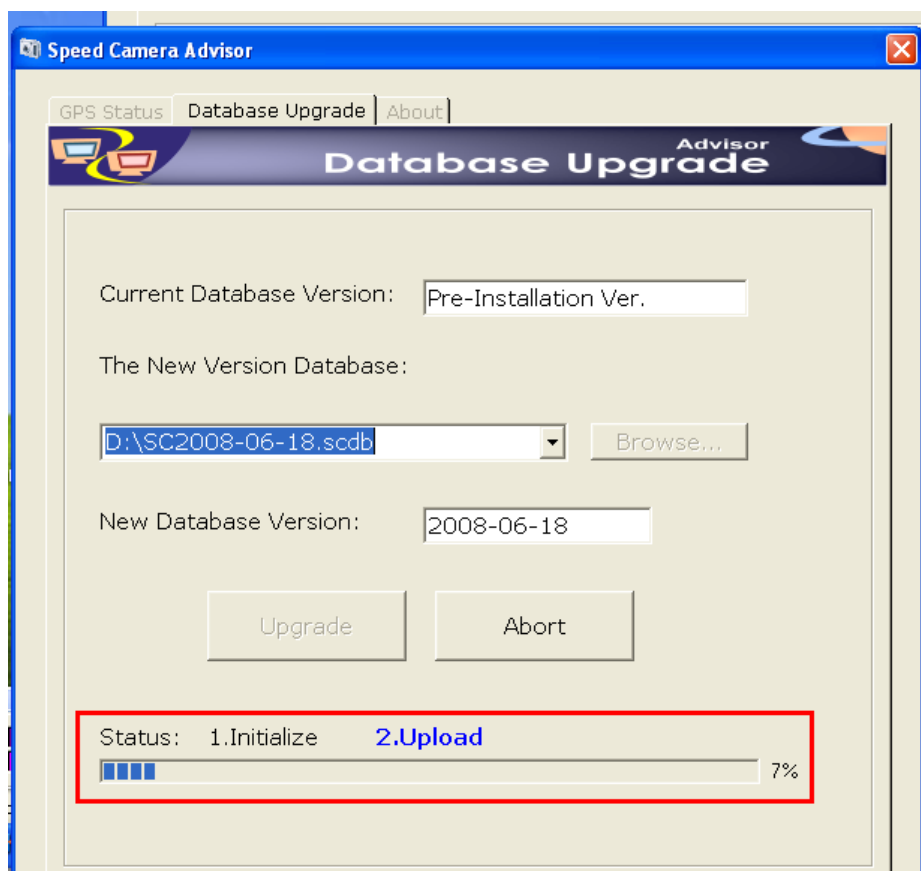 Speed Camera Advisor
GPS Status Database Upgrade About
Advisor
Database Upgrade
Current Database Version: Pre-Installation Ver.
The New Version Database:
D:\SC2008-06-18.scdb Browse...
New Database Version: 2008-06-18
Upgrade Abort
Status: 1.Initialize 2.Upload
7%